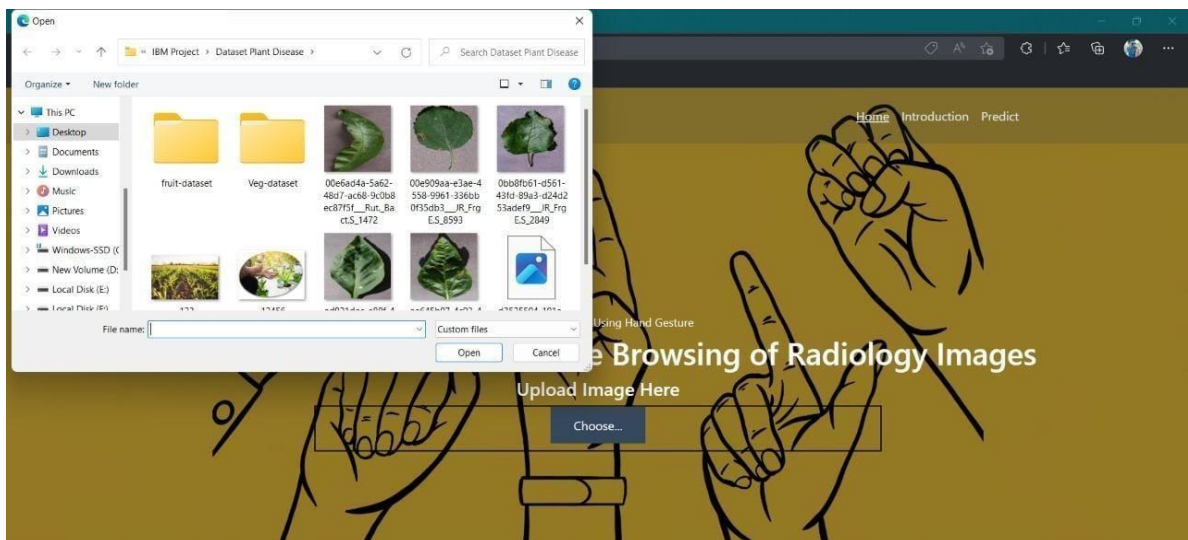 Open
IBM Project > Dataset Plant Disease >
Search Dataset Plant Disease
Organize
New folder
This PC
Desktop
Documents
Downloads
Music
Pictures
Videos
Windows-SSD (
New Volume (D:
Local Disk (E:)
fruit-dataset
Veg-dataset
00e6ad4a-5a62-
48d7-ac68-9c0b8
ec87f5f__Rut._Ba
ct.S_1472
00e909aa-e3ae-4
558-9961-336bb
0f35db3__JR_Frg
E.S_8593
0bb8fb61-d561-
43fd-89a3-d24d2
53adef9__JR_Frg
E.S_2849
File name:
Custom files
Open
Cancel
Home
Introduction
Predict
Using Hand Gesture
e Browsing of Radiology Images
Upload Image Here
Choose...